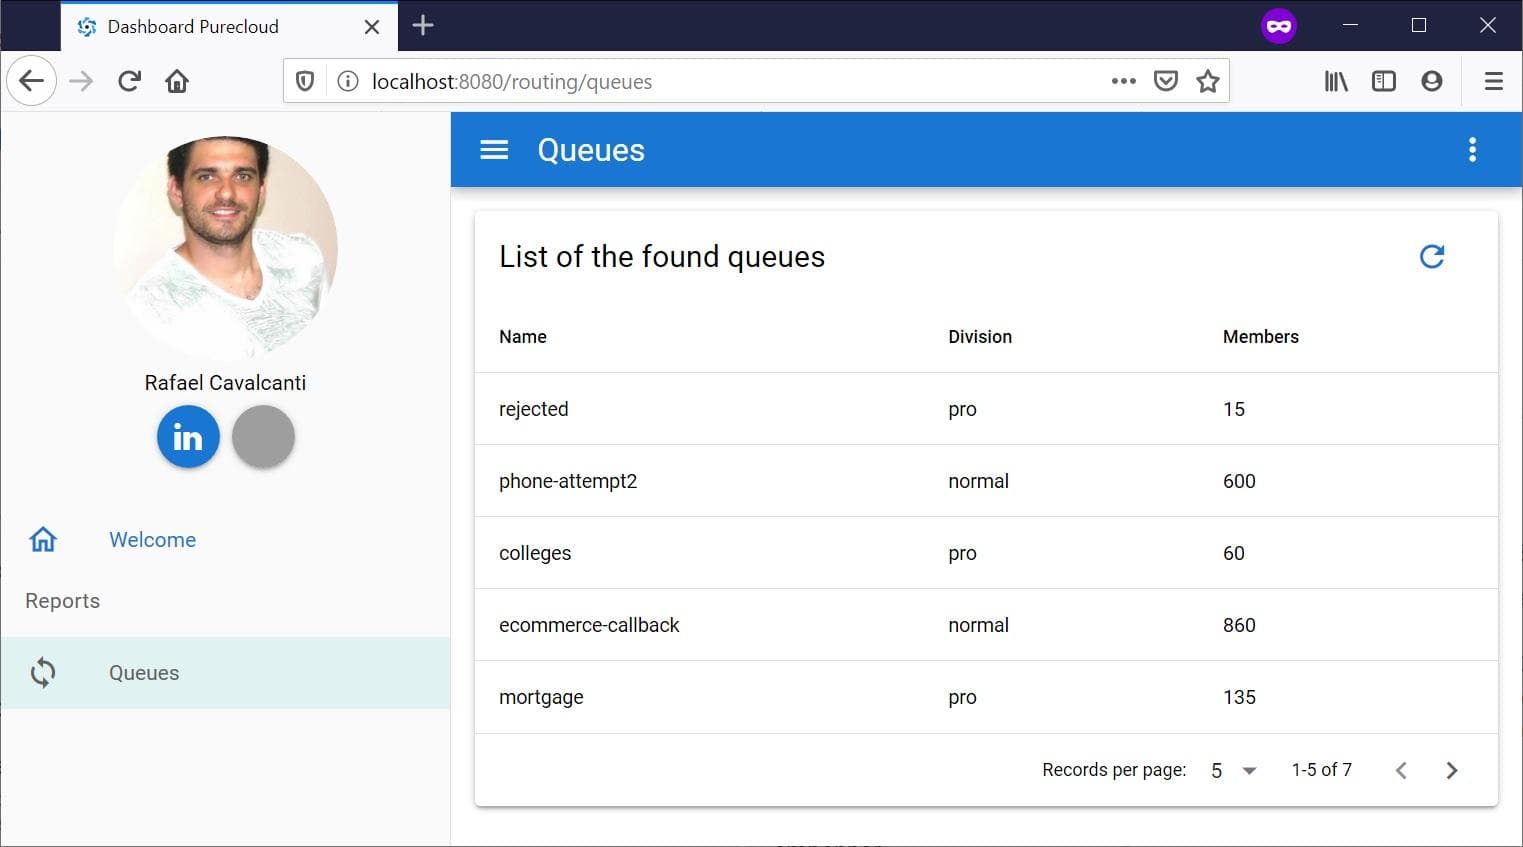 Dashboard Purecloud
localhost:8080/routing/queues
Rafael Cavalcanti
in
Welcome
Reports
Queues
Queues
List of the found queues
Name Division Members
rejected pro 15
phone-attempt2 normal 600
colleges pro 60
ecommerce-callback normal 860
mortgage pro 135
Records per page: 5 1-5 of 7